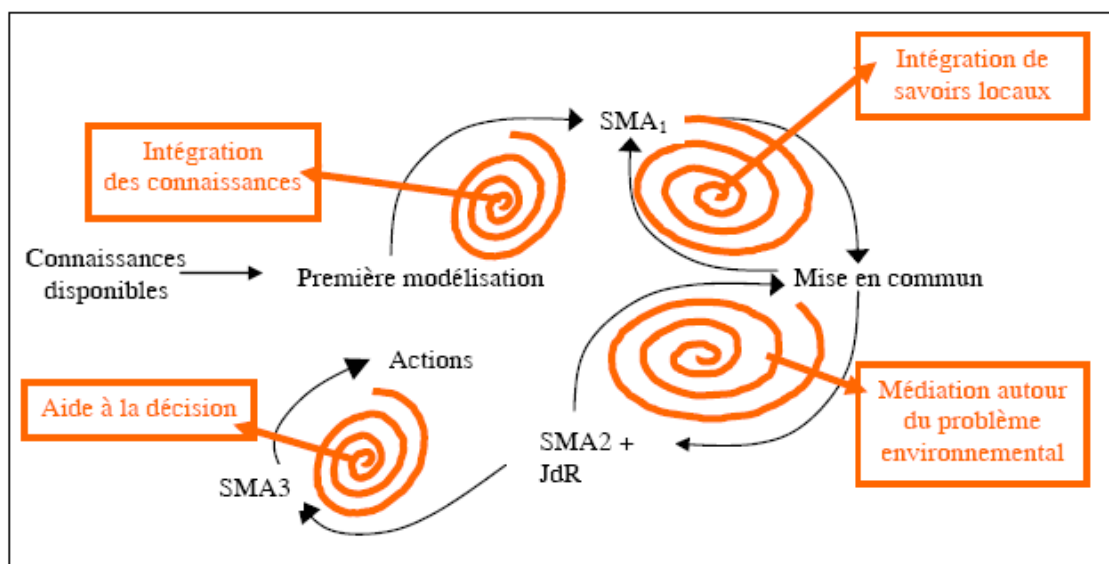 Intégration de
savoirs locaux
SMA₁
Intégration
des connaissances
Connaissances
disponibles
Première modélisation
Mise en commun
Actions
Aide à la décision
SMA2 +
JdR
Médiation autour
du problème
environnemental
SMA3